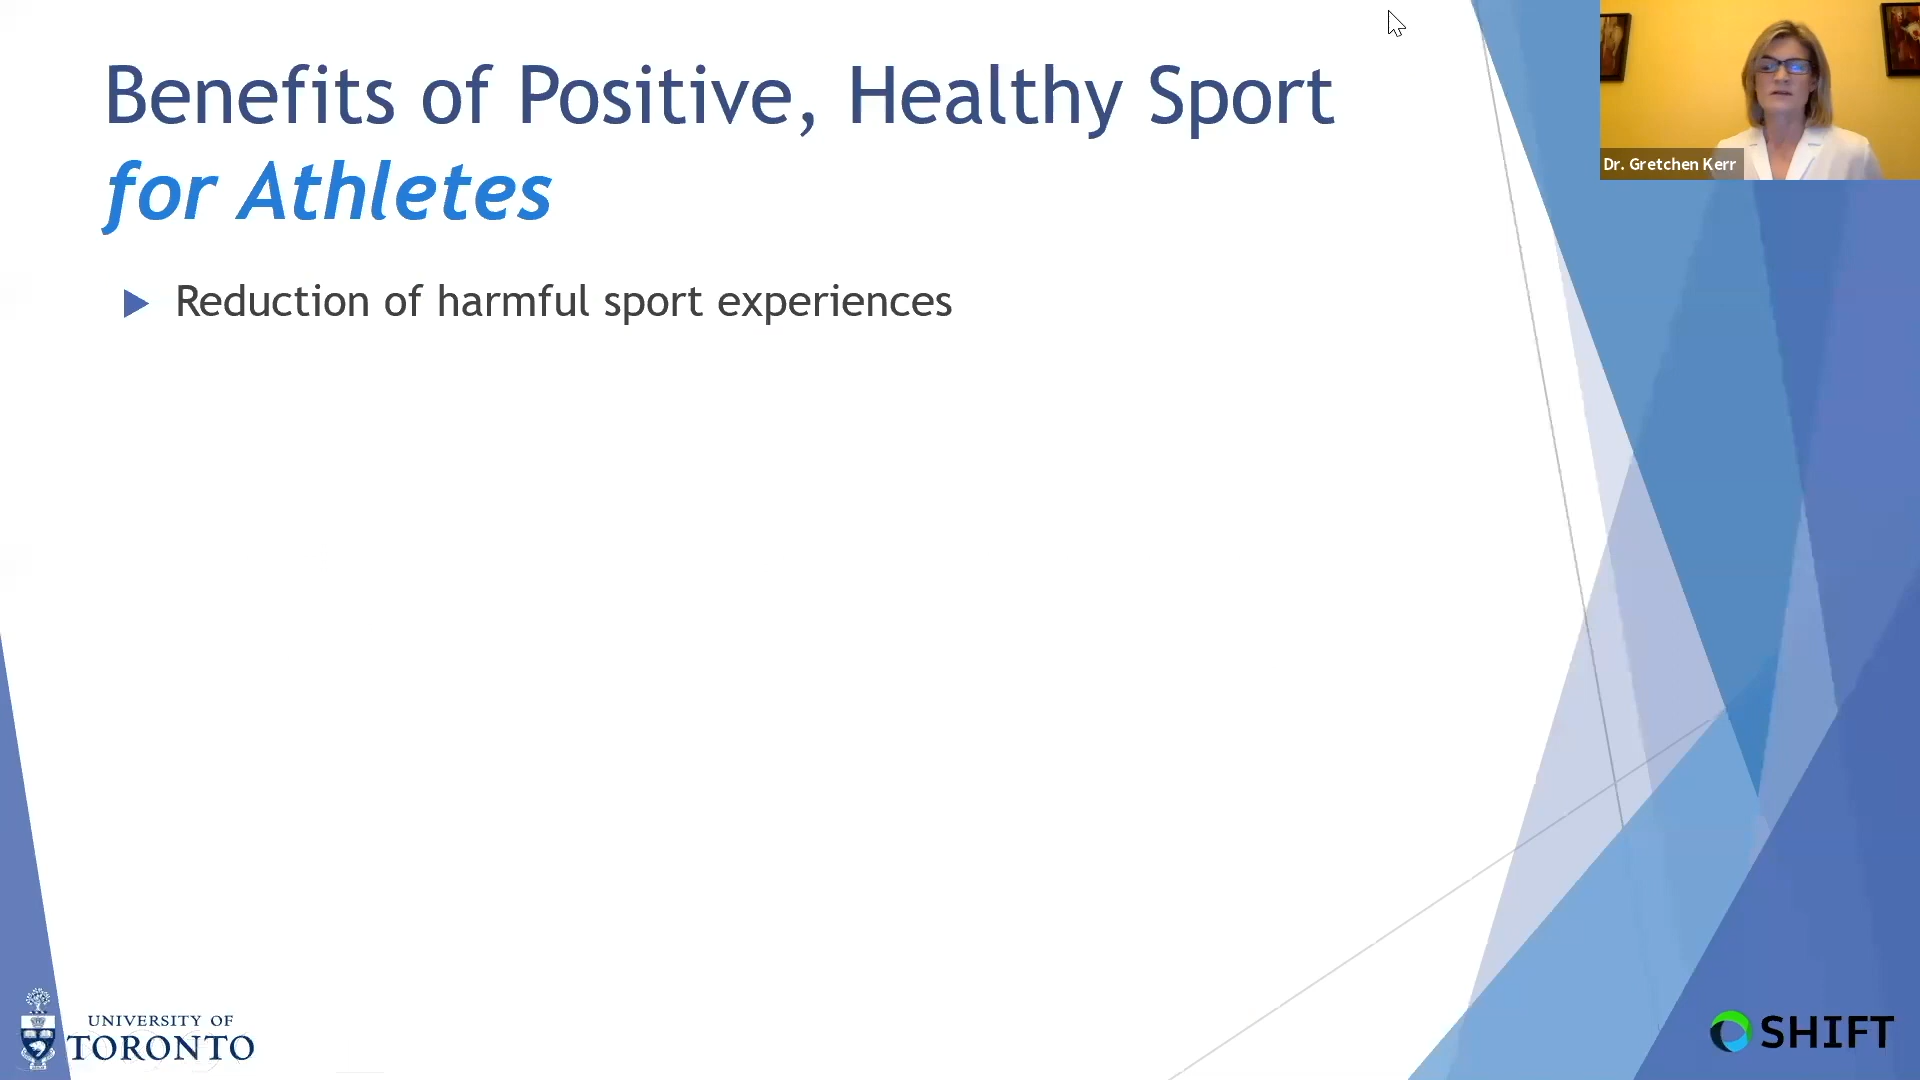 Benefits of Positive, Healthy Sport
for Athletes
Reduction of harmful sport experiences
Dr. Gretchen Kerr
UNIVERSITY OF
TORONTO
SHIFT